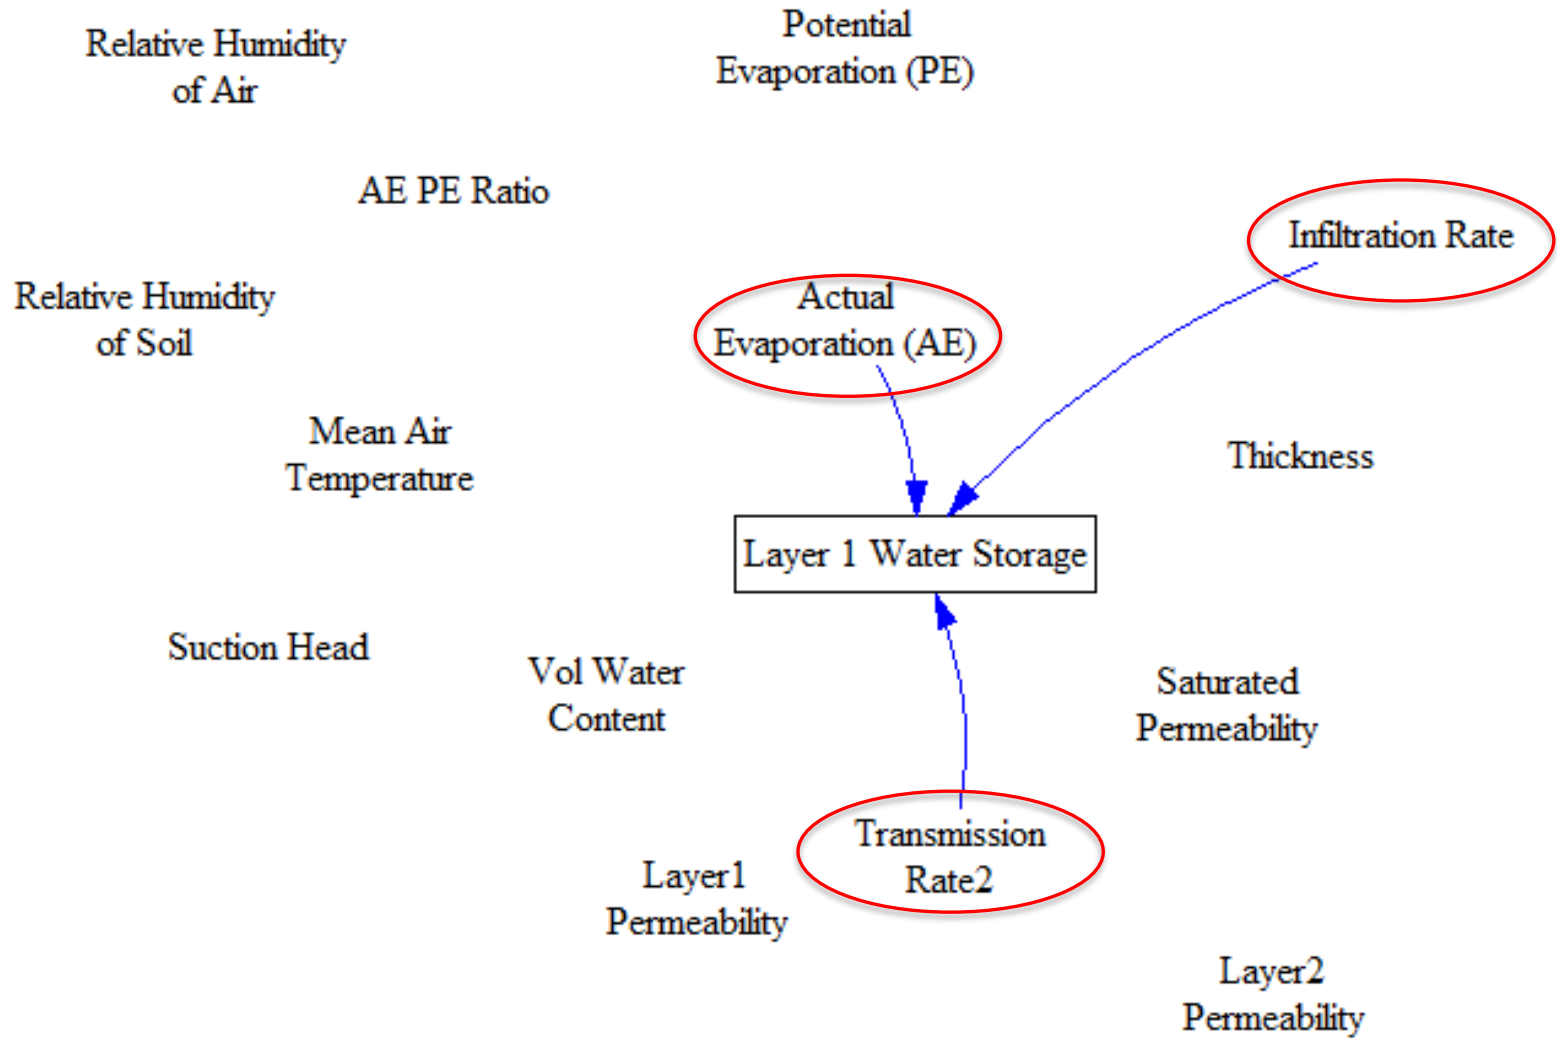 Relative Humidity
of Air
Potential
Evaporation (PE)
AE PE Ratio
Infiltration Rate
Relative Humidity
of Soil
Actual
Evaporation (AE)
Mean Air
Temperature
Thickness
Layer 1 Water Storage
Suction Head
Vol Water
Content
Saturated
Permeability
Transmission
Rate2
Layer1
Permeability
Layer2
Permeability